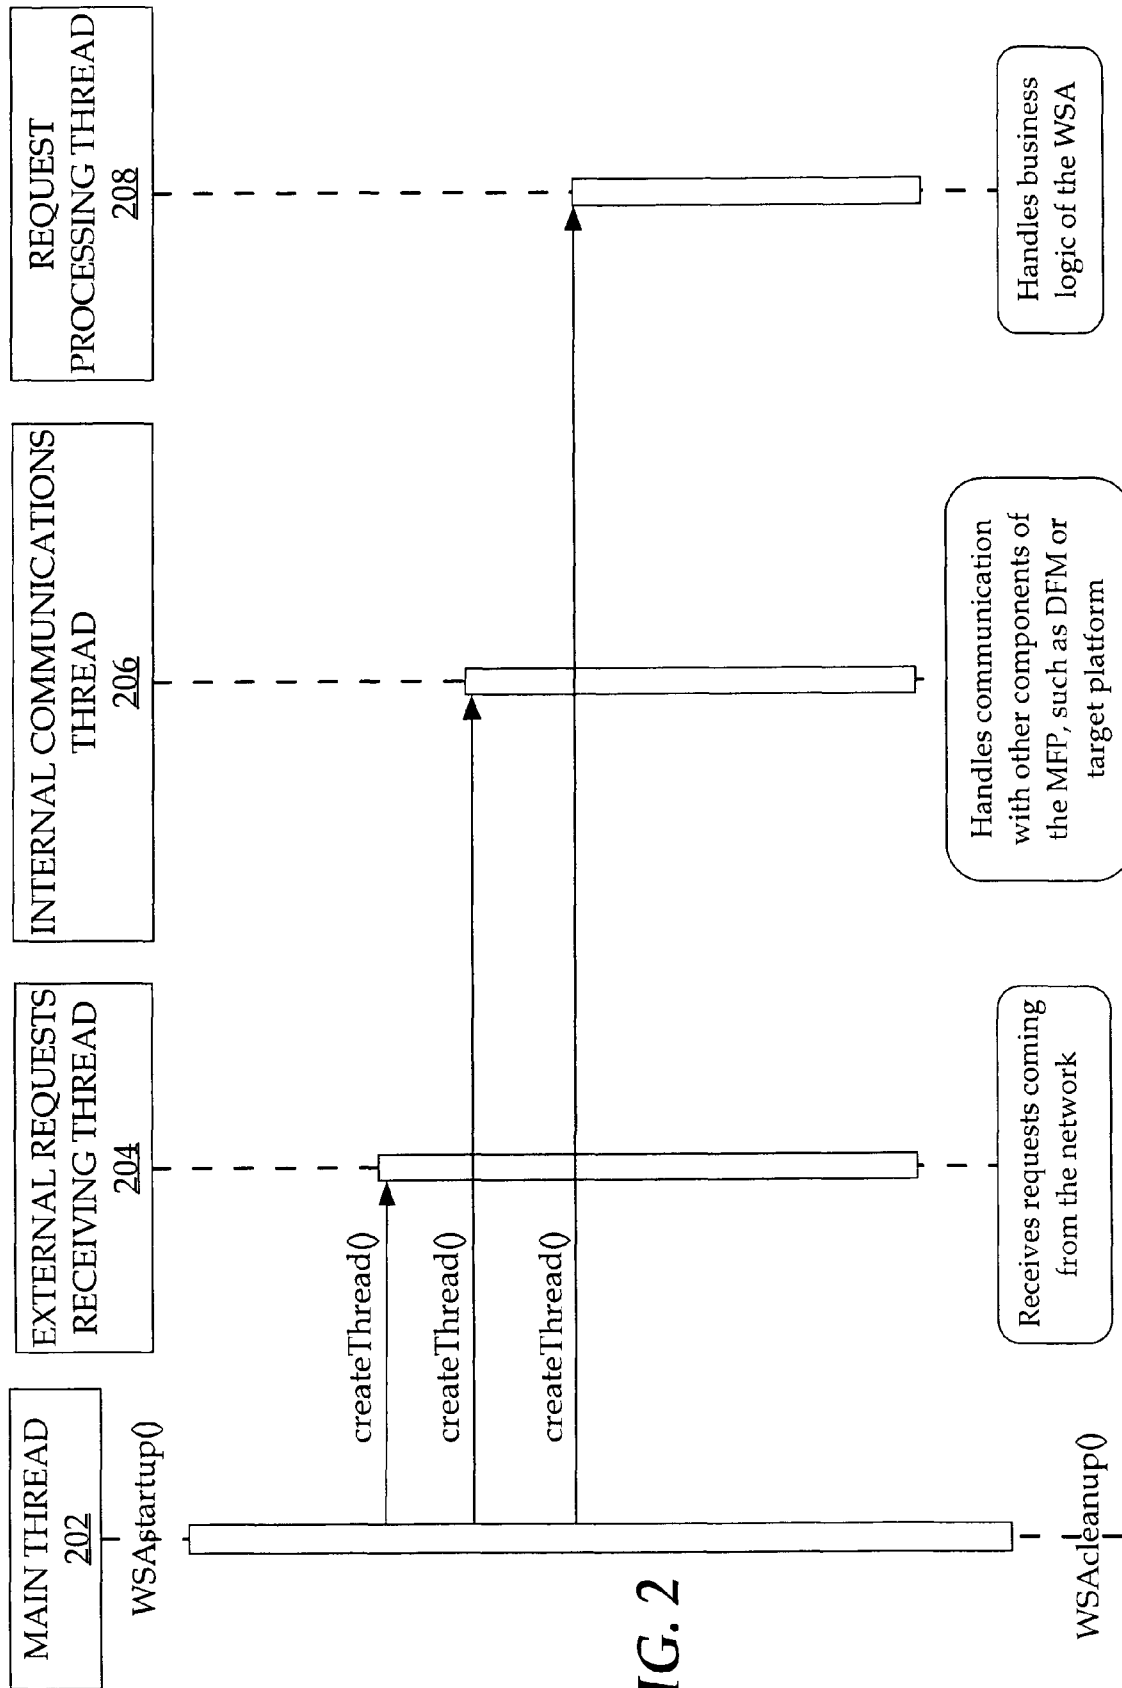 MAIN THREAD
202
EXTERNAL REQUESTS
RECEIVING THREAD
204
INTERNAL COMMUNICATIONS
THREAD
206
REQUEST
PROCESSING THREAD
208
WSAstartup()
createThread()
createThread()
createThread()
WSAcleanup()
Receives requests coming
from the network
Handles communication
with other components of
the MFP, such as DFM or
target platform
Handles business
logic of the WSA
IG. 2